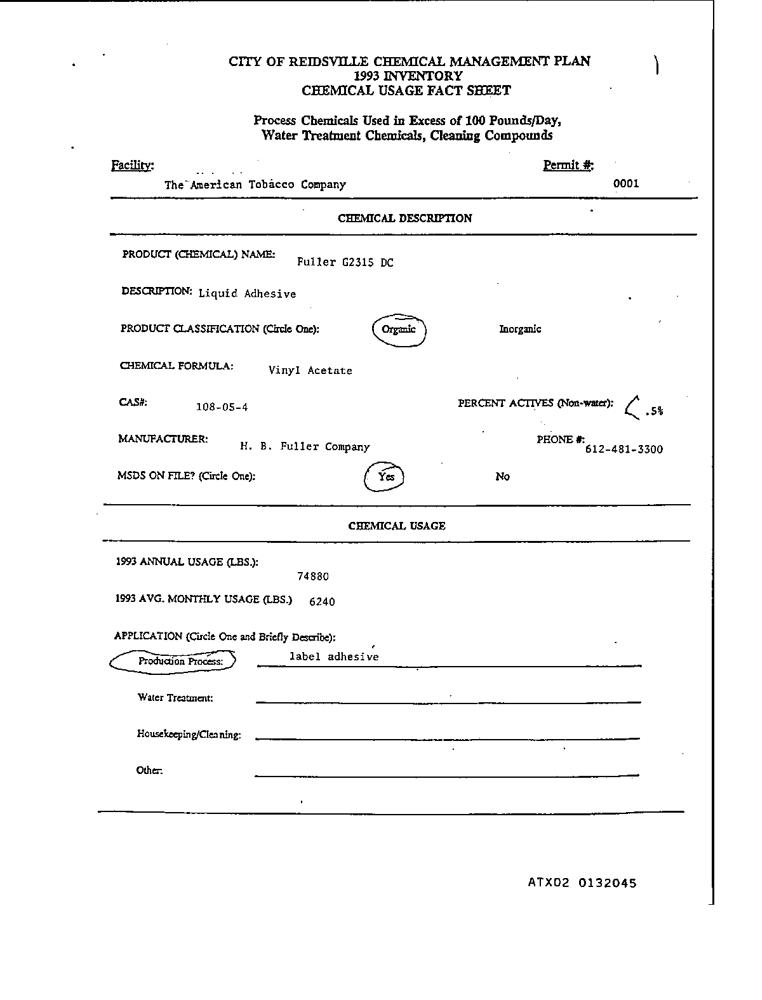 CITY OF REIDSVILLE CHEMICAL MANAGEMENT PLAN
1993 INVENTORY
CHEMICAL USAGE FACT SHEET
Process Chemicals Used in Excess of 100 Pounds/Day,
Water Treatment Chemicals, Cleaning Compounds
Facility: Permit #:
The American Tobacco Company 0001
CHEMICAL DESCRIPTION
PRODUCT (CHEMICAL) NAME: Fuller G2315 DC
DESCRIPTION: Liquid Adhesive
PRODUCT CLASSIFICATION (Circle One): Organic Inorganic
CHEMICAL FORMULA: Vinyl Acetate
CAS#: 108-05-4 PERCENT ACTIVES (Non-water): < .5%
MANUFACTURER: H. B. Fuller Company PHONE #: 612-481-3300
MSDS ON FILE? (Circle One): Yes No
CHEMICAL USAGE
1993 ANNUAL USAGE (LBS.):
74880
1993 AVG. MONTHLY USAGE (LBS.) 6240
APPLICATION (Circle One and Briefly Describe):
Production Process: label adhesive
Water Treatment:
Housekeeping/Cleaning:
Other:
ATX02 0132045